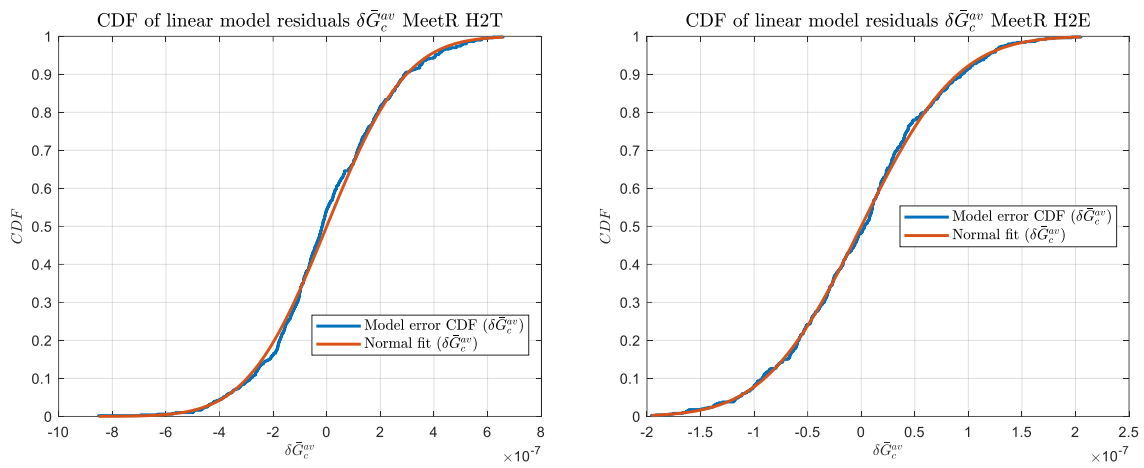 CDF of linear model residuals δḠ_c^{av} MeetR H2T
1
0.9
0.8
0.7
0.6
0.5
0.4
0.3
0.2
0.1
0
CDF
Model error CDF (δḠ_c^{av})
Normal fit (δḠ_c^{av})
-10 -8 -6 -4 -2 0 2 4 6 8
δḠ_c^{av}
×10^{-7}
CDF of linear model residuals δḠ_c^{av} MeetR H2E
1
0.9
0.8
0.7
0.6
0.5
0.4
0.3
0.2
0.1
0
CDF
Model error CDF (δḠ_c^{av})
Normal fit (δḠ_c^{av})
-2 -1.5 -1 -0.5 0 0.5 1 1.5 2 2.5
δḠ_c^{av}
×10^{-7}